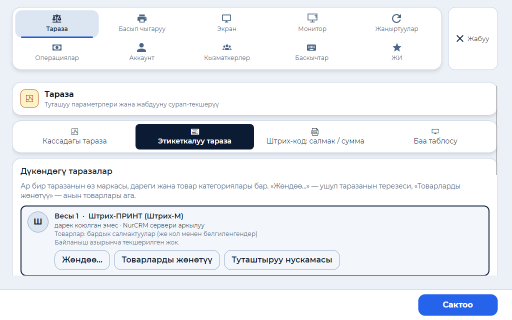 Тараза
Басып чыгаруу
Экран
Монитор
Жаңыртуулар
Операциялар
Аккаунт
Кызматкерлер
Баскычтар
ЖИ
Жабуу
Тараза
Туташуу параметрлери жана жабдууну сурап-текшерүү
Кассадагы тараза
Этикеткалуу тараза
Штрих-код: салмак / сумма
Баа таблосу
Дүкөндөгү таразалар
Ар бир таразанын өз маркасы, дареги жана товар категориялары бар. «Жөндөө...» — ушул таразанын терезеси, «Товарларды жөнөтүү» — анын товарлары ага.
Ш
Весы 1 · Штрих-ПРИНТ (Штрих-М)
дарек коюлган эмес · NurCRM сервери аркылуу
Товарлар: бардык салмактуулар (же кол менен белгиленгендер)
Байланыш азырынча текшерилген жок.
Жөндөө...
Товарларды жөнөтүү
Туташтыруу нускамасы
Сактоо